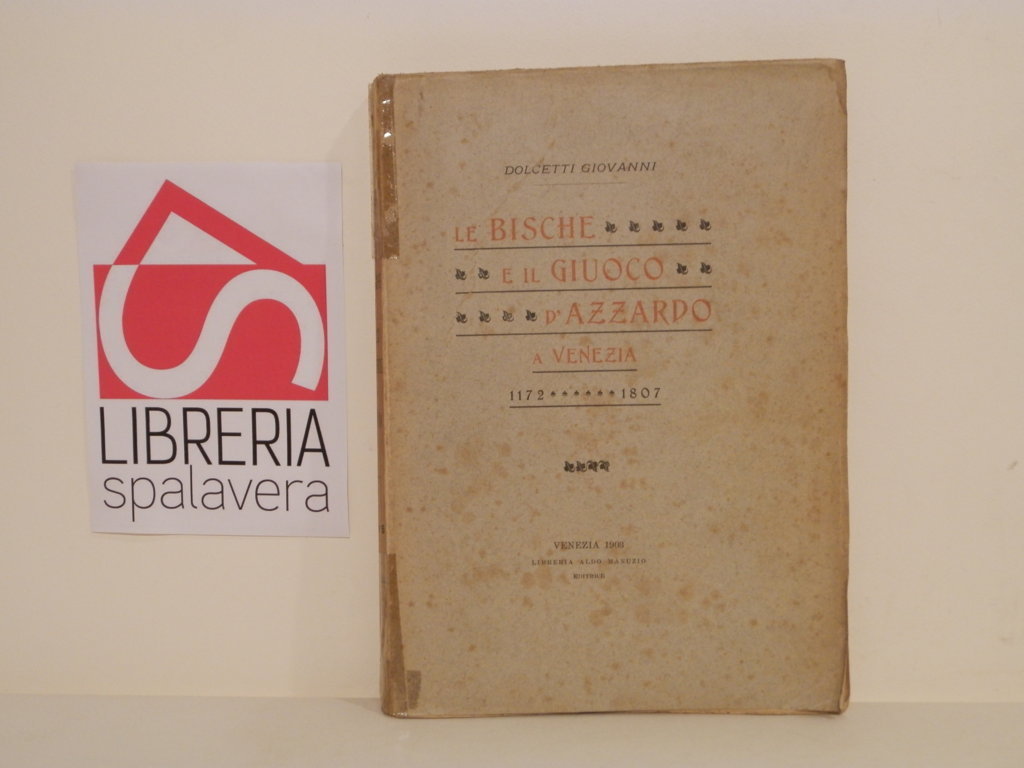 LIBRERIA
spalavera
DOLCETTI GIOVANNI
LE BISCHE
E IL GIUOCO
D'AZZARDO
A VENEZIA
1172 1807
VENEZIA 1903
LIBRERIA ALDO MANUZIO
EDITRICE